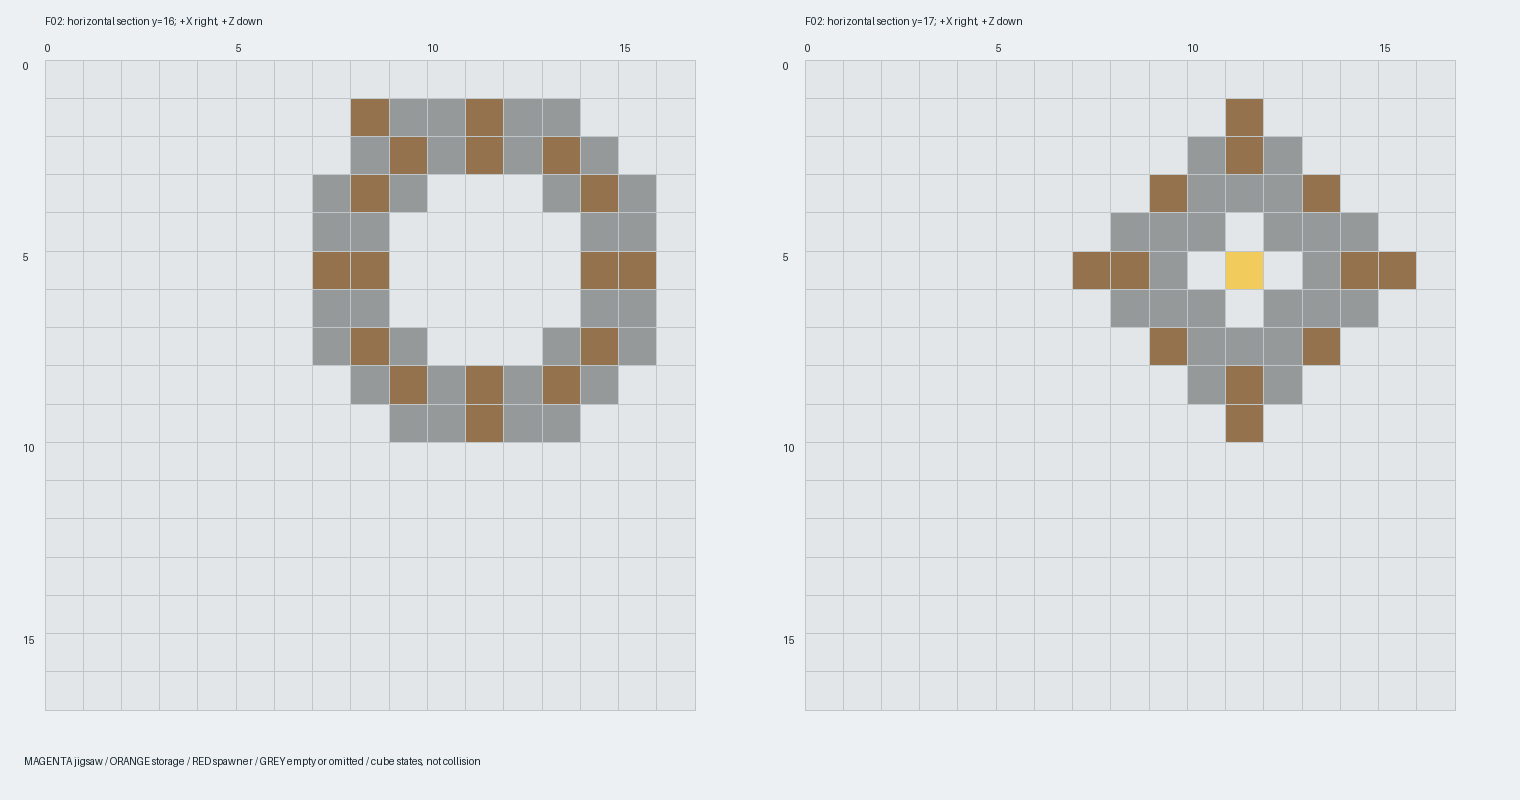 F02: horizontal section y=16; +X right, +Z down
F02: horizontal section y=17; +X right, +Z down
0 5 10 15
0 5 10 15
0 0
5 5
10 10
15 15
MAGENTA jigsaw / ORANGE storage / RED spawner / GREY empty or omitted / cube states, not collision